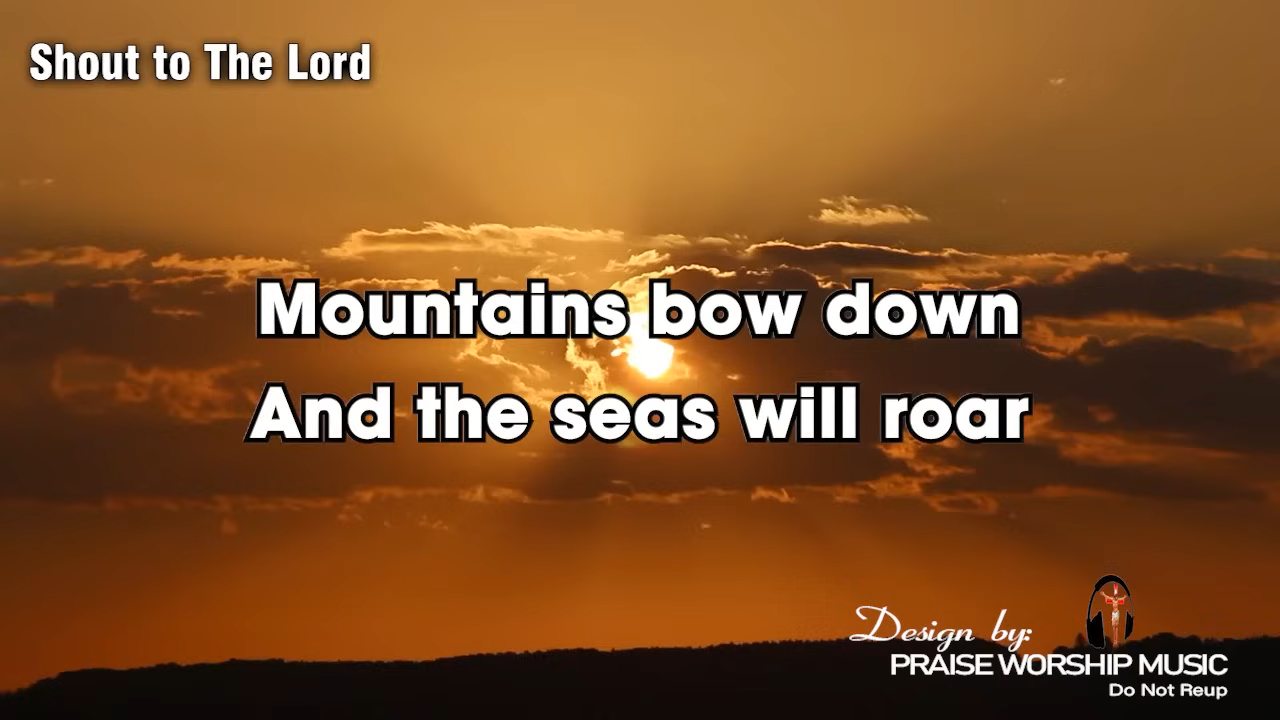 Shout to The Lord
Mountains bow down
And the seas will roar
Design by:
PRAISE WORSHIP MUSIC
Do Not Reup